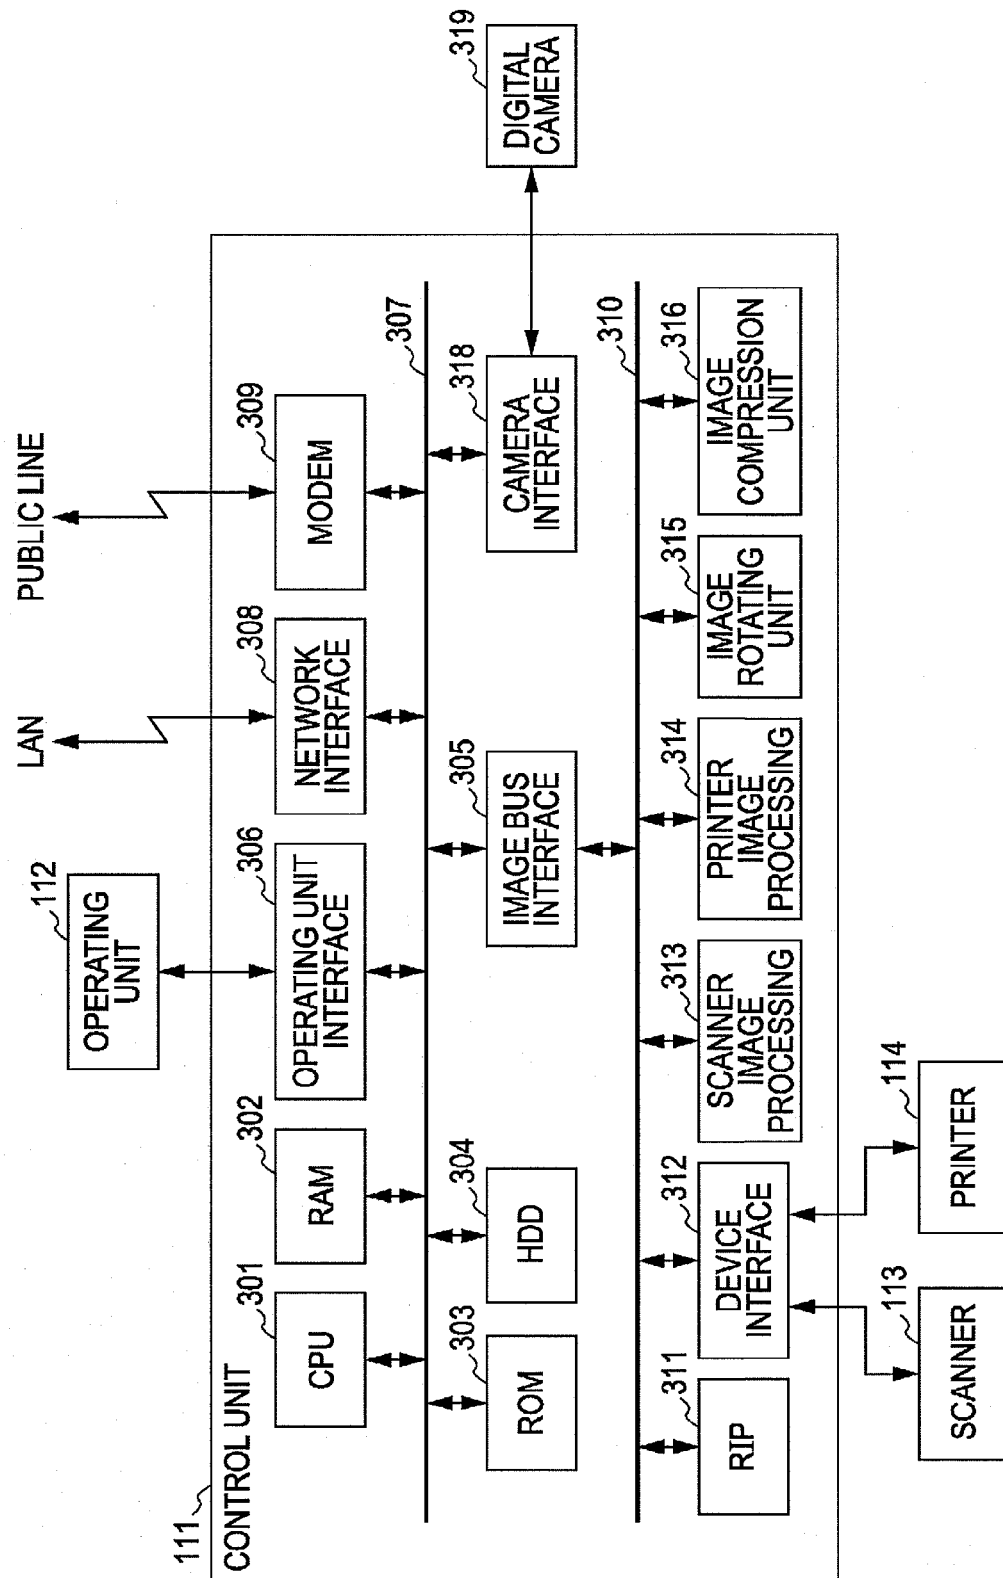 111
CONTROL UNIT
OPERATING
UNIT
112
LAN
PUBLIC LINE
CPU
301
RAM
302
OPERATING UNIT
INTERFACE
306
NETWORK
INTERFACE
308
MODEM
309
307
ROM
303
HDD
304
IMAGE BUS
INTERFACE
305
CAMERA
INTERFACE
318
DIGITAL
CAMERA
319
310
RIP
311
DEVICE
INTERFACE
312
SCANNER
IMAGE
PROCESSING
313
PRINTER
IMAGE
PROCESSING
314
IMAGE
ROTATING
UNIT
315
IMAGE
COMPRESSION
UNIT
316
SCANNER
113
PRINTER
114